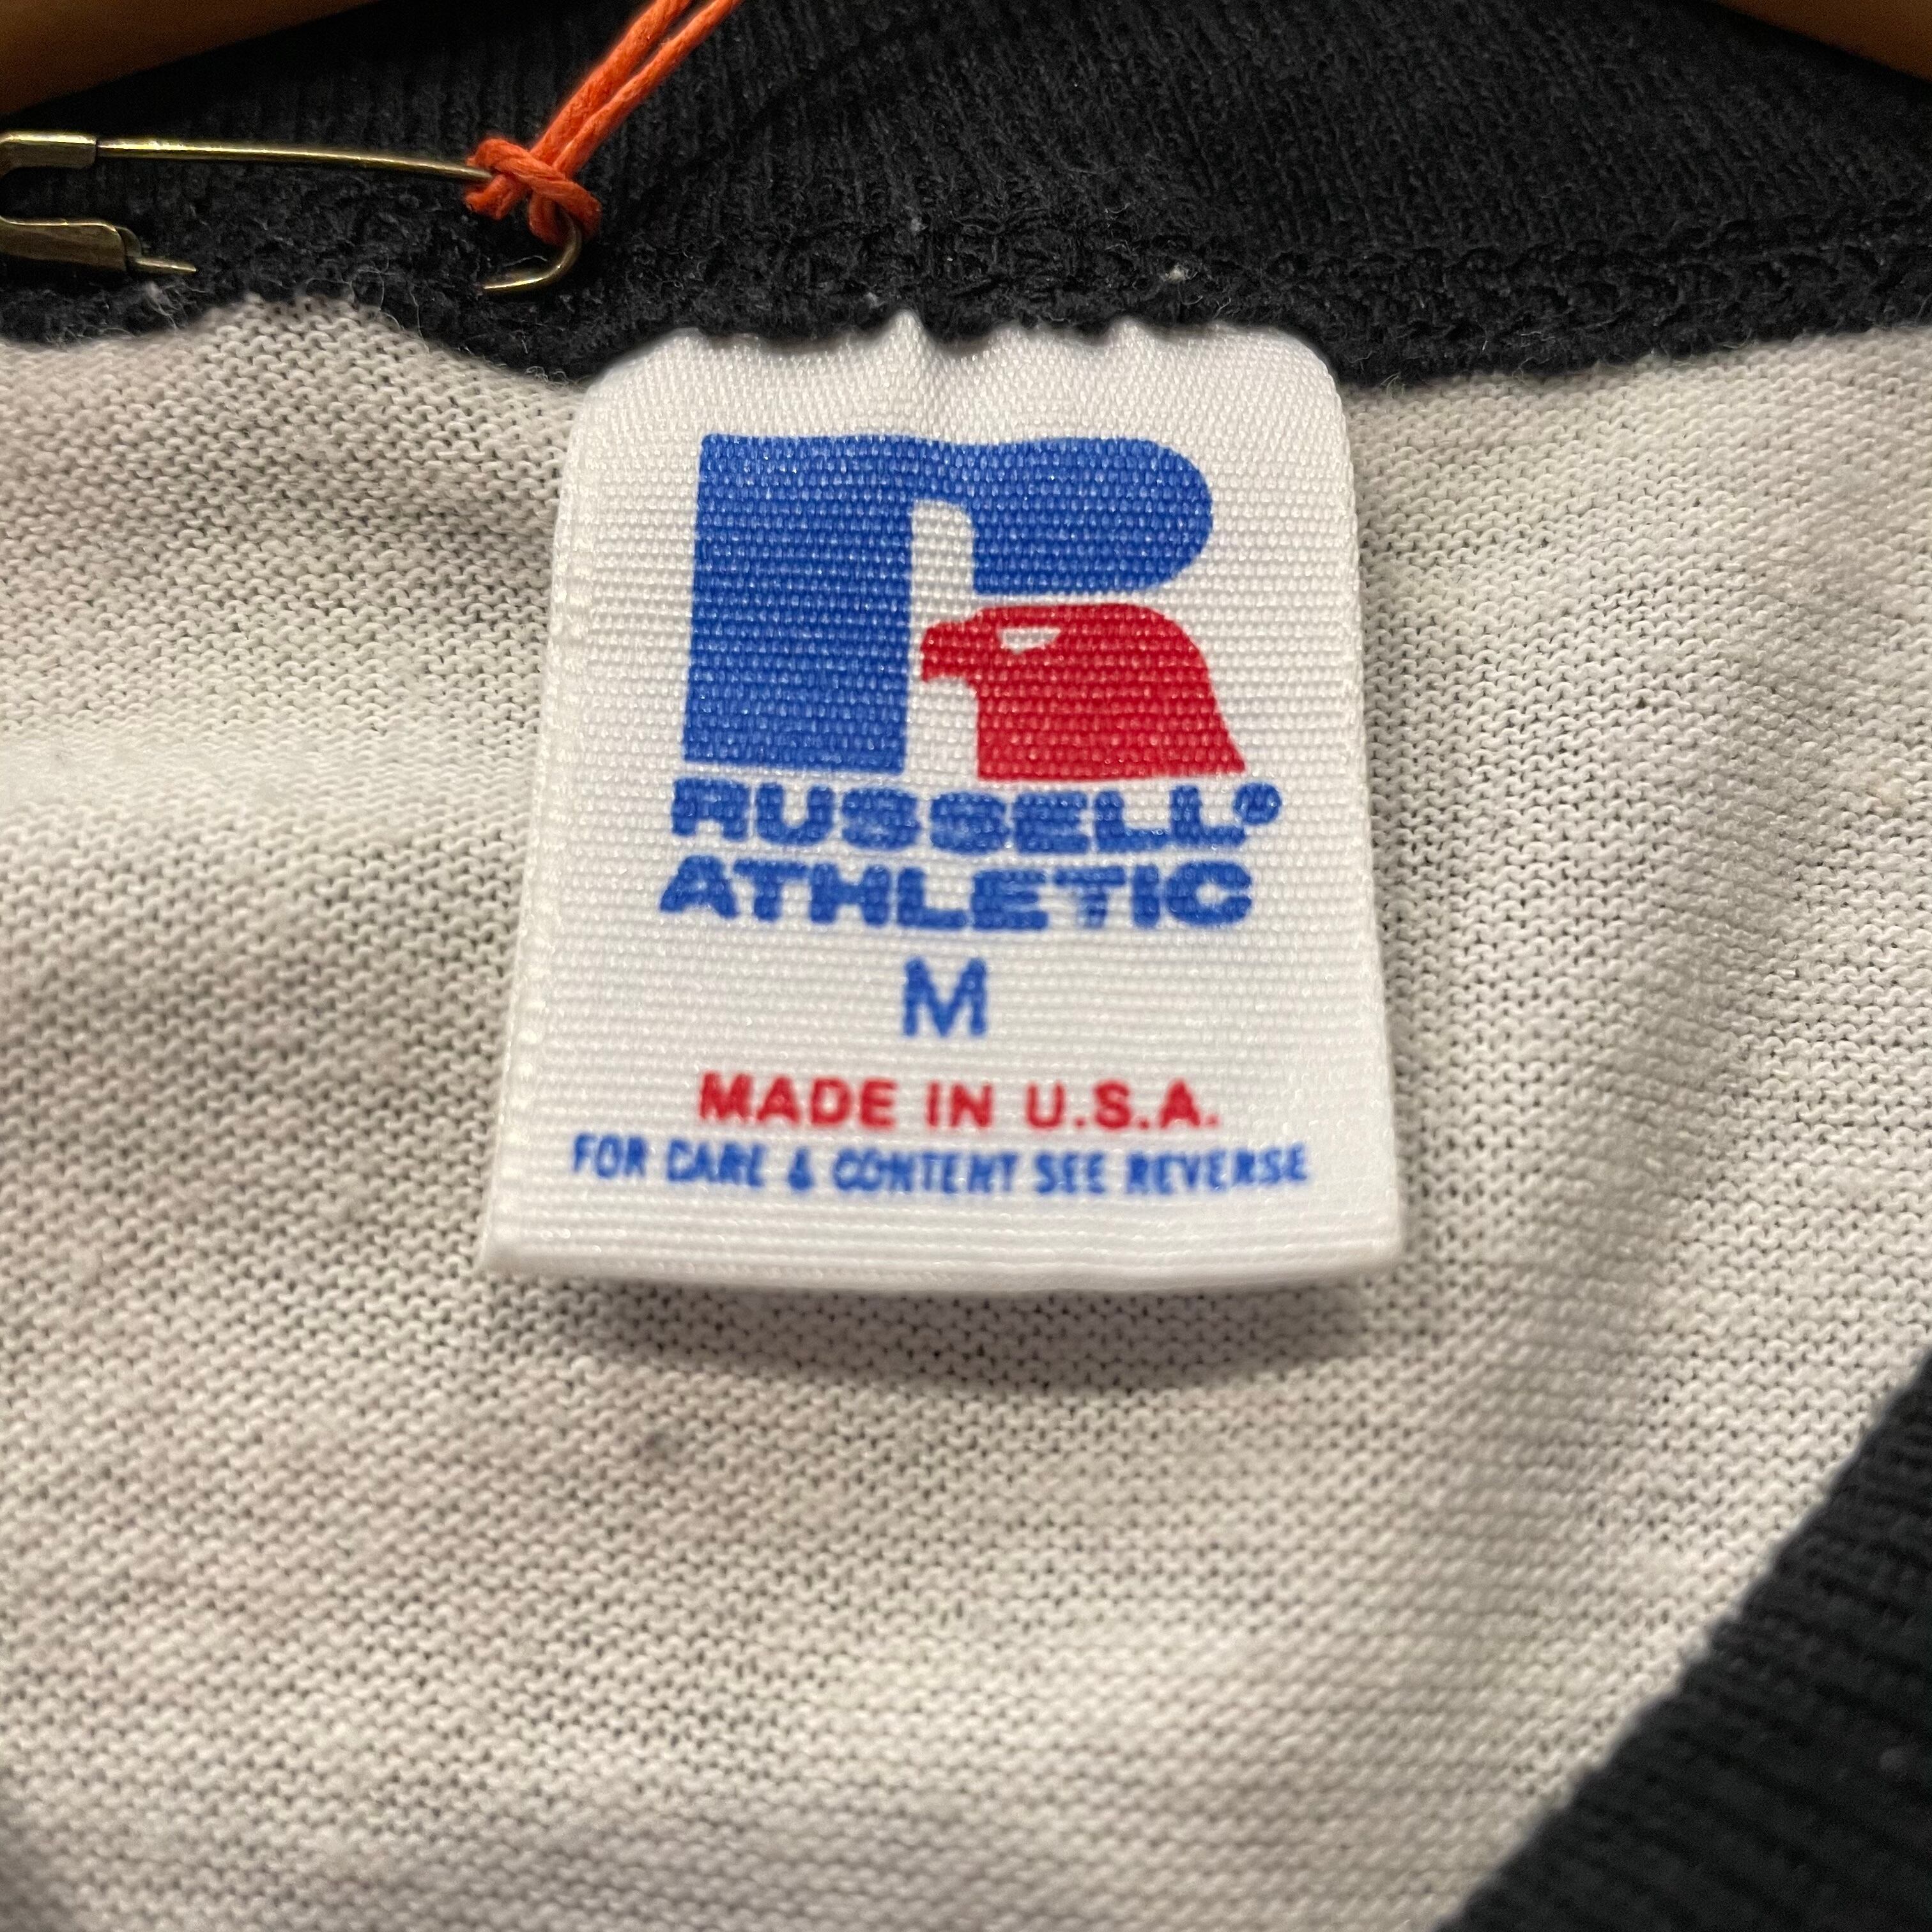 RUSSELL®
ATHLETIC
M
MADE IN U.S.A.
FOR CARE & CONTENT SEE REVERSE